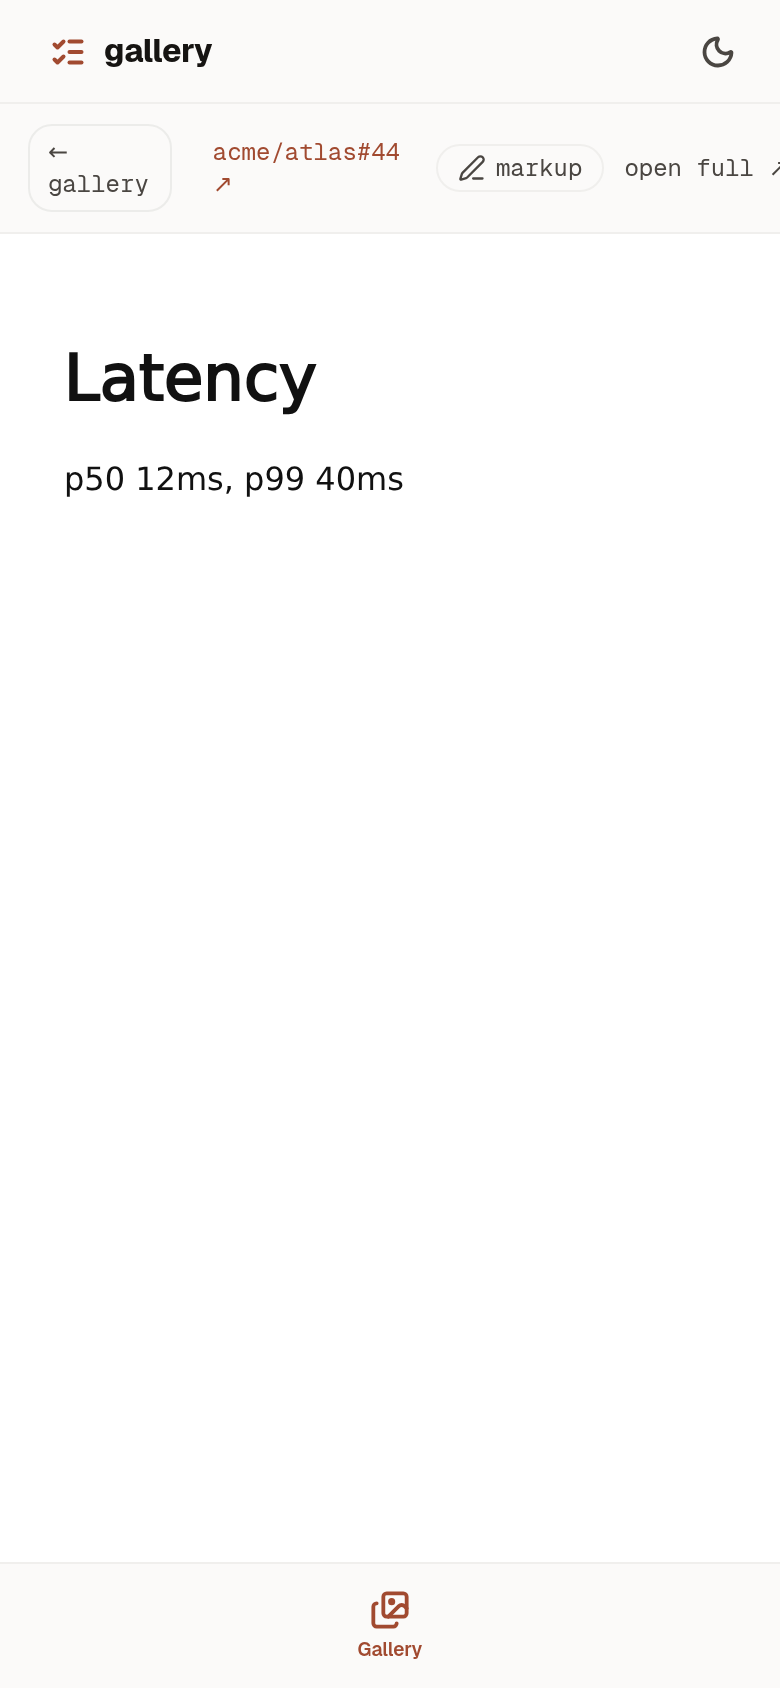 gallery
←
gallery
acme/atlas#44
↗
markup
open full ↗
Latency
p50 12ms, p99 40ms
Gallery